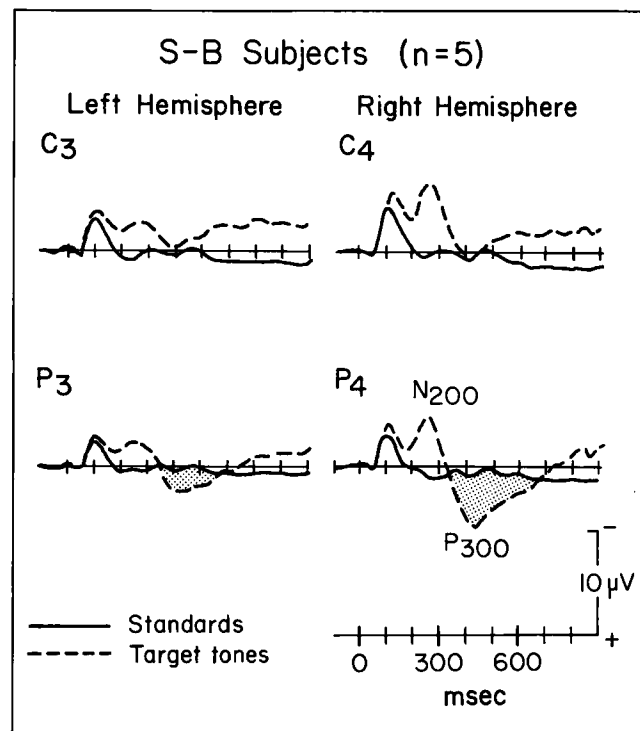 S-B Subjects (n=5)
Left Hemisphere Right Hemisphere
C3 C4
P3 P4
N200
P300
−
10 μV
+
Standards
Target tones
0 300 600
msec